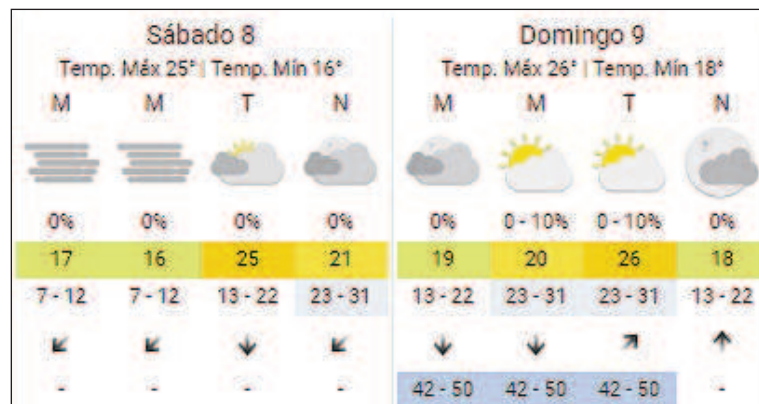 Sábado 8
Temp. Máx 25° | Temp. Mín 16°
M M T N
0% 0% 0% 0%
17 16 25 21
7 - 12 7 - 12 13 - 22 23 - 31
- - - -
Domingo 9
Temp. Máx 26° | Temp. Mín 18°
M M T N
0% 0 - 10% 0 - 10% 0%
19 20 26 18
13 - 22 23 - 31 23 - 31 13 - 22
42 - 50 42 - 50 42 - 50 -